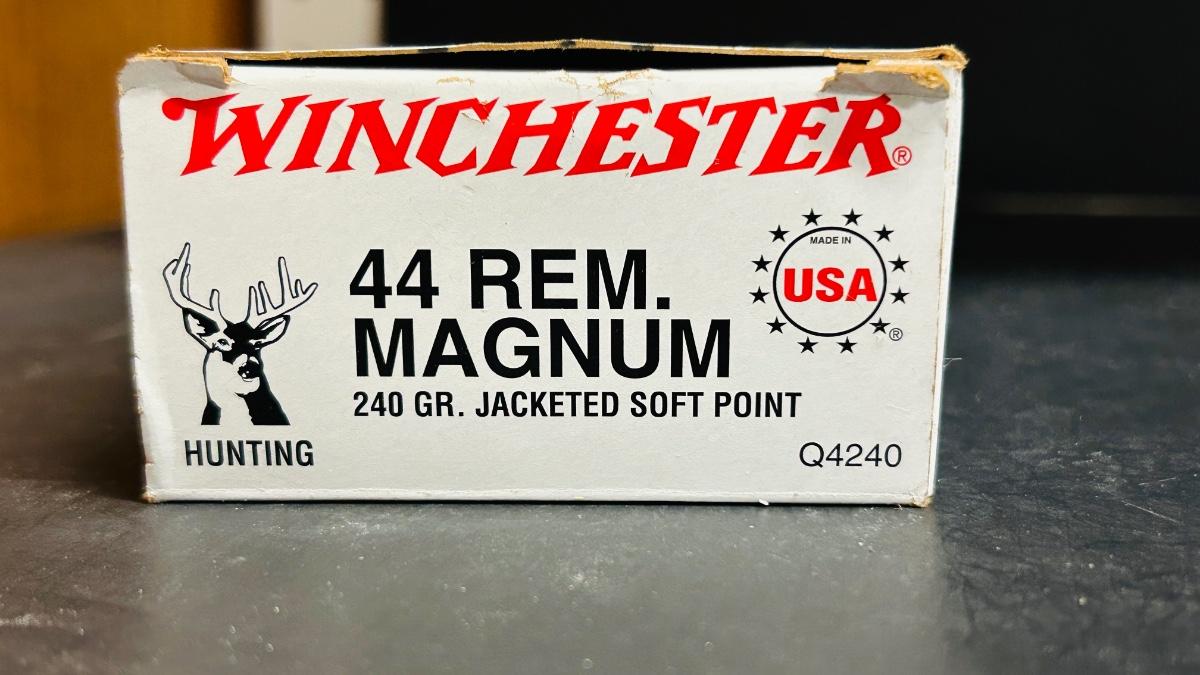 WINCHESTER®
MADE IN
USA
®
44 REM.
MAGNUM
240 GR. JACKETED SOFT POINT
HUNTING
Q4240